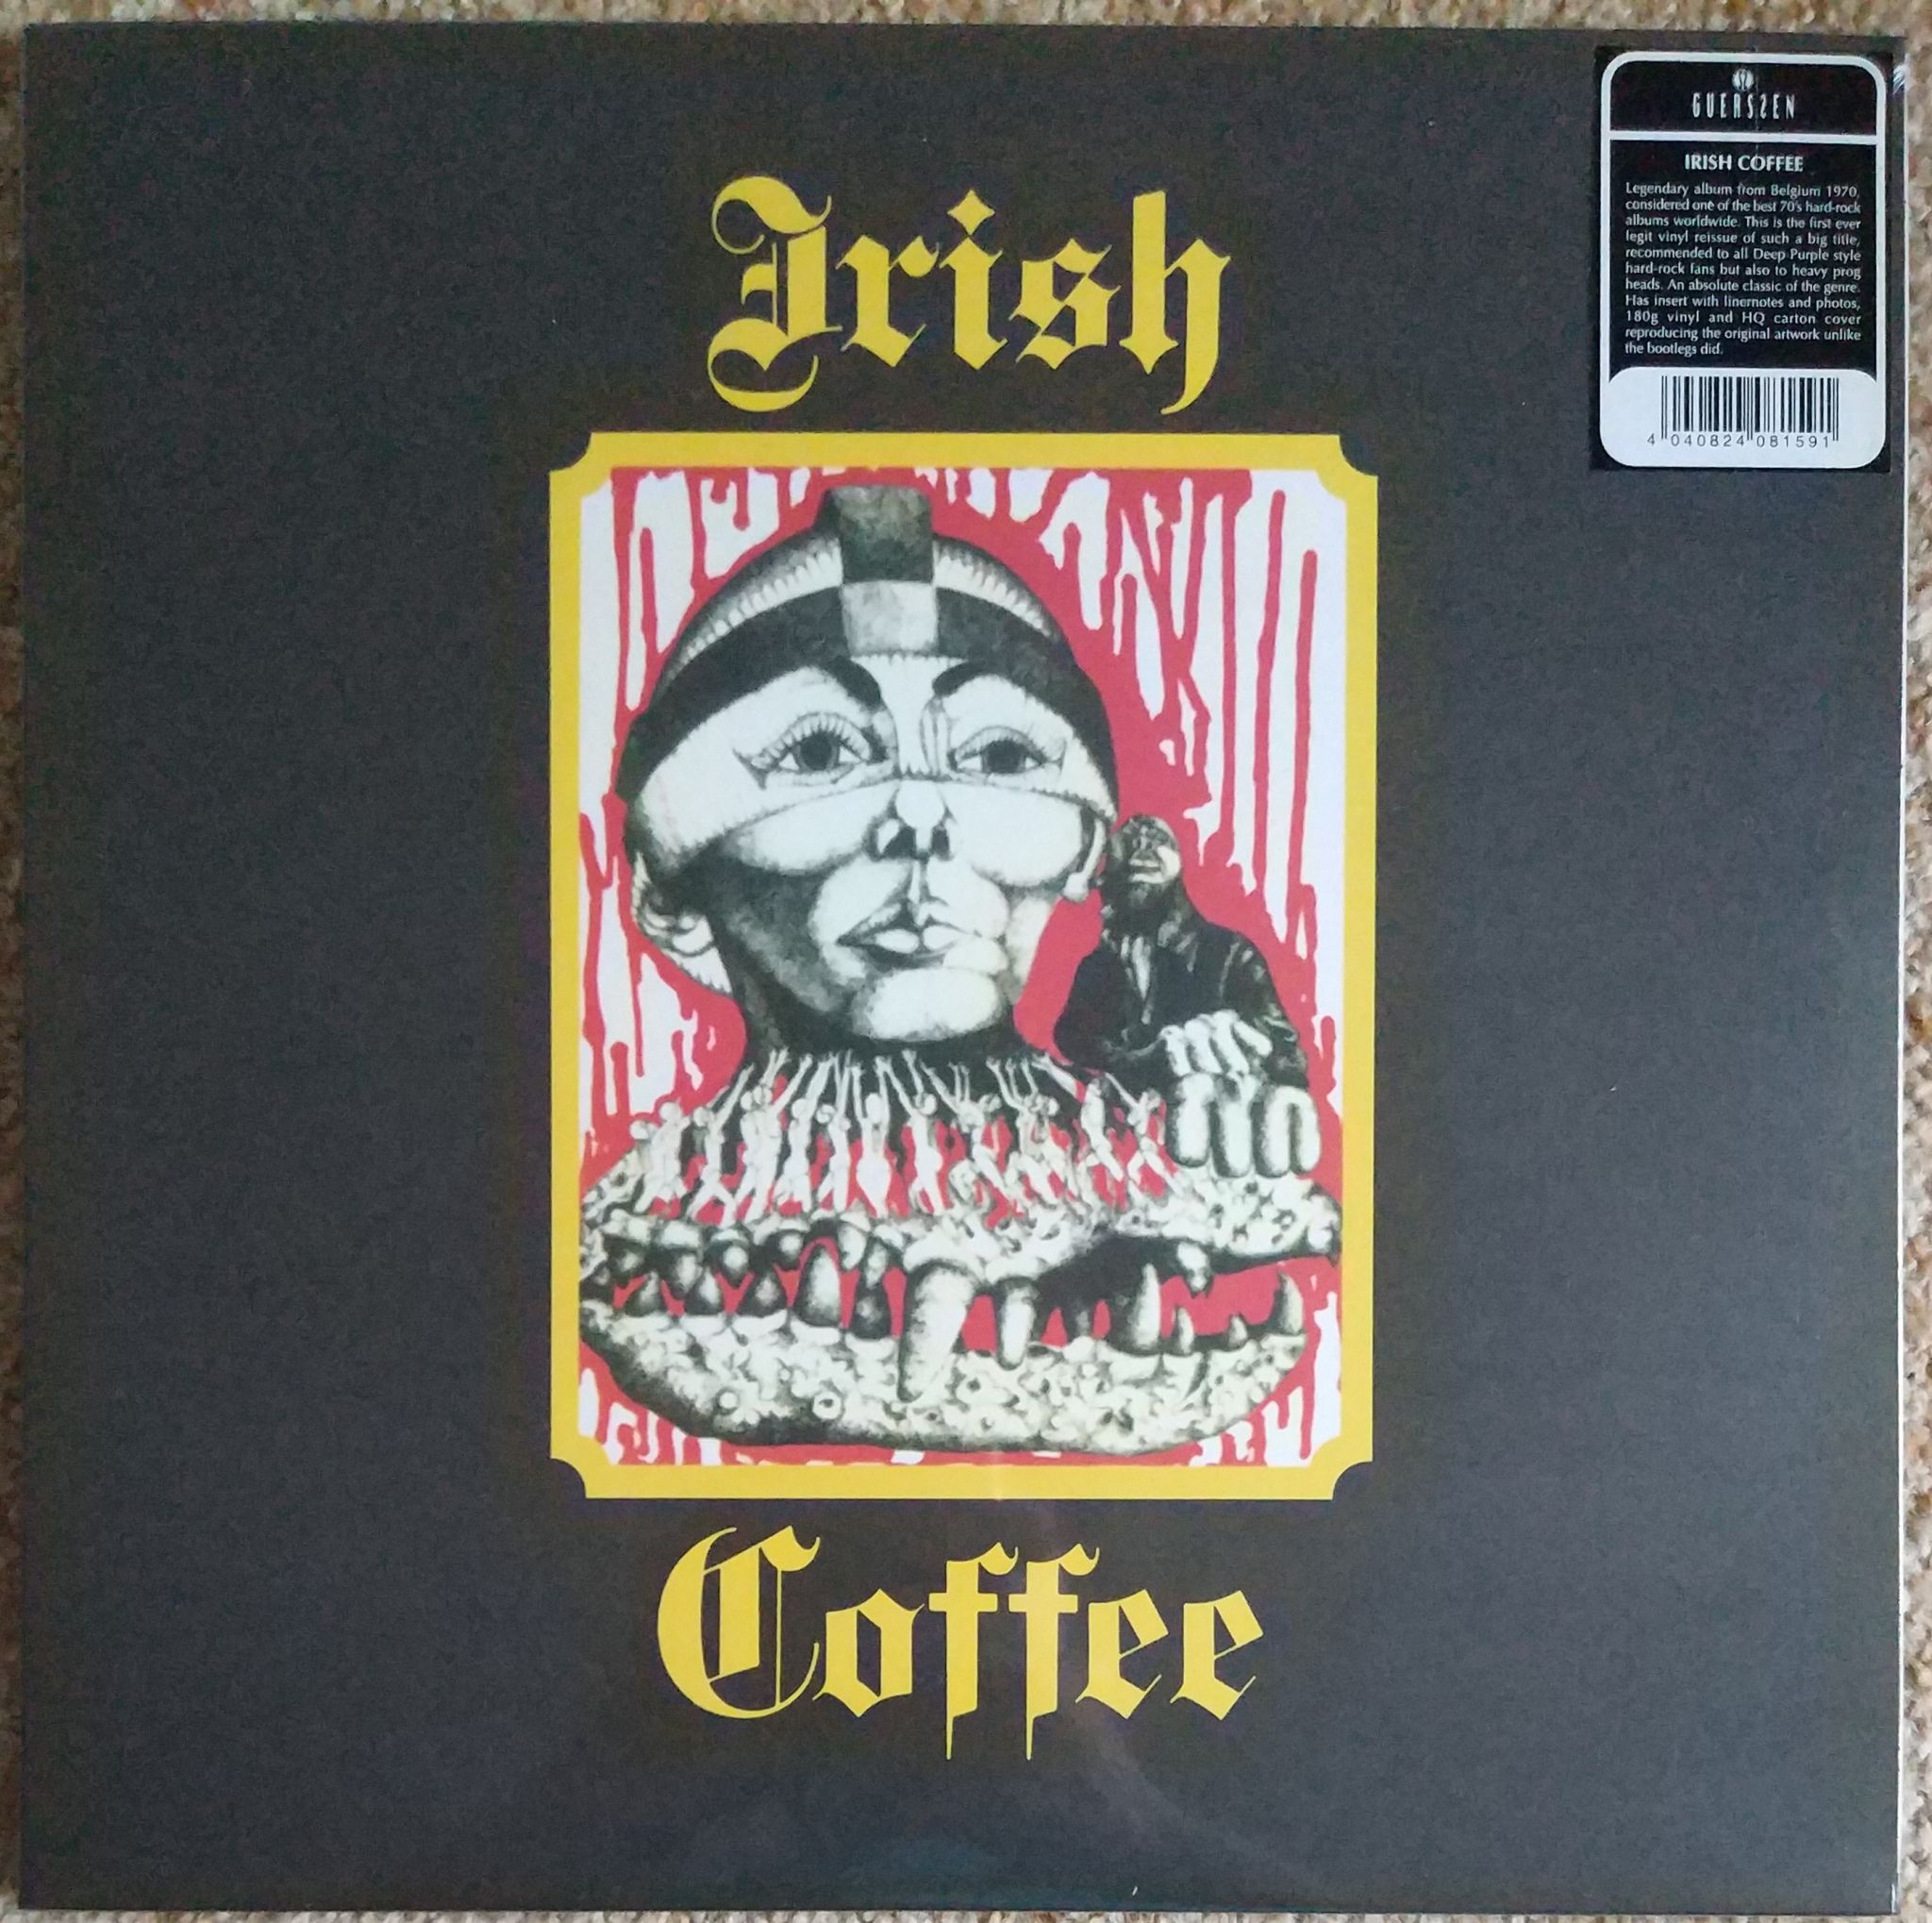 Irish
GUERSSEN
IRISH COFFEE
Legendary album from Belgium 1970,
considered one of the best 70's hard-rock
albums worldwide. This is the first ever
legit vinyl reissue of such a big title,
recommended to all Deep Purple style
hard-rock fans but also to heavy prog
heads. An absolute classic of the genre.
Has insert with linernotes and photos,
180g vinyl and HQ carton cover
reproducing the original artwork unlike
the bootlegs did.
4 040824 081591
Coffee